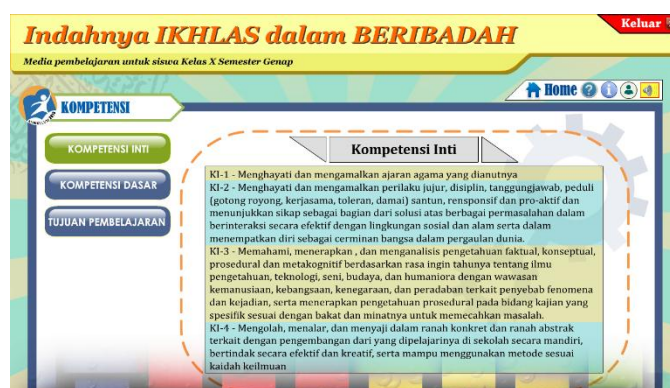 Indahnya IKHLAS dalam BERIBADAH
Keluar
Media pembelajaran untuk siswa Kelas X Semester Genap
Home
KOMPETENSI
KOMPETENSI INTI
KOMPETENSI DASAR
TUJUAN PEMBELAJARAN
Kompetensi Inti
KI-1 - Menghayati dan mengamalkan ajaran agama yang dianutnya
KI-2 - Menghayati dan mengamalkan perilaku jujur, disiplin, tanggungjawab, peduli
(gotong royong, kerjasama, toleran, damai) santun, rensponsif dan pro-aktif dan
menunjukkan sikap sebagai bagian dari solusi atas berbagai permasalahan dalam
berinteraksi secara efektif dengan lingkungan sosial dan alam serta dalam
menempatkan diri sebagai cerminan bangsa dalam pergaulan dunia.
KI-3 - Memahami, menerapkan , dan menganalisis pengetahuan faktual, konseptual,
prosedural dan metakognitif berdasarkan rasa ingin tahunya tentang ilmu
pengetahuan, teknologi, seni, budaya, dan humaniora dengan wawasan
kemanusiaan, kebangsaan, kenegaraan, dan peradaban terkait penyebab fenomena
dan kejadian, serta menerapkan pengetahuan prosedural pada bidang kajian yang
spesifik sesuai dengan bakat dan minatnya untuk memecahkan masalah.
KI-4 - Mengolah, menalar, dan menyaji dalam ranah konkret dan ranah abstrak
terkait dengan pengembangan dari yang dipelajarinya di sekolah secara mandiri,
bertindak secara efektif dan kreatif, serta mampu menggunakan metode sesuai
kaidah keilmuan